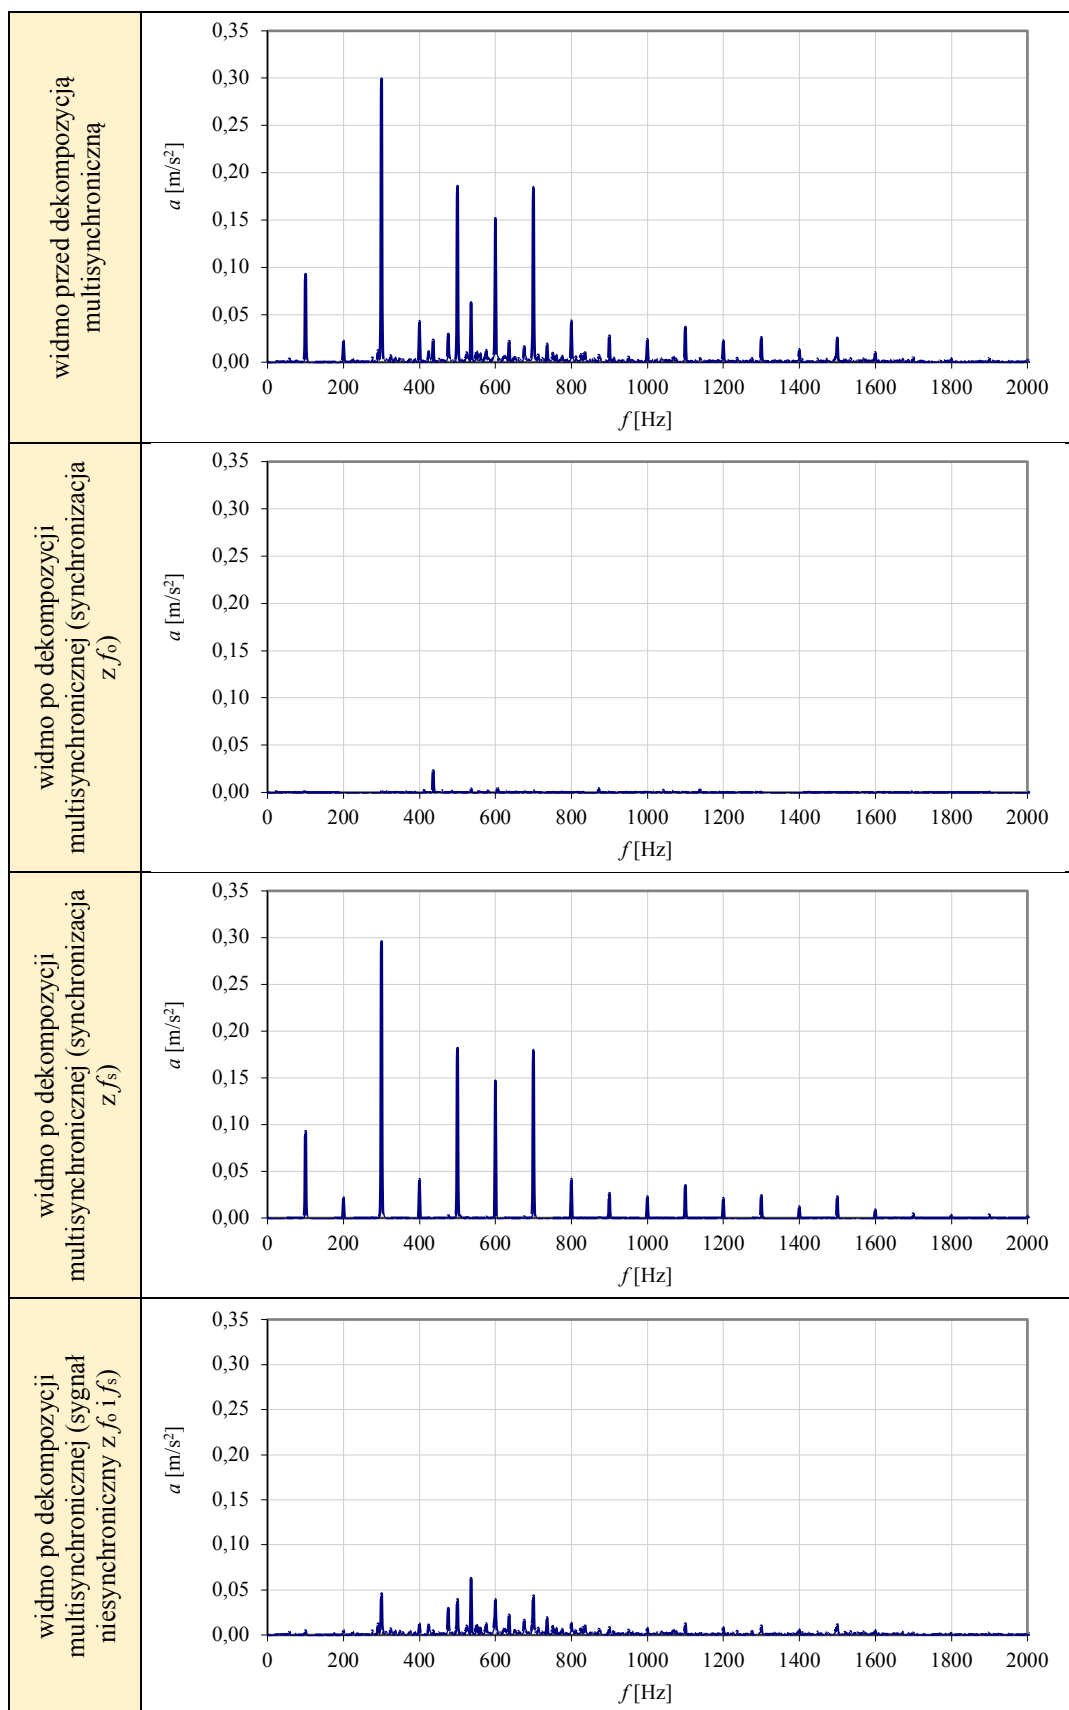 widmo przed dekompozycją
multisynchroniczną
0,35
0,30
0,25
0,20
0,15
0,10
0,05
0,00
a [m/s²]
0 200 400 600 800 1000 1200 1400 1600 1800 2000
f [Hz]
widmo po dekompozycji
multisynchronicznej (synchronizacja
z fo)
0,35
0,30
0,25
0,20
0,15
0,10
0,05
0,00
a [m/s²]
0 200 400 600 800 1000 1200 1400 1600 1800 2000
f [Hz]
widmo po dekompozycji
multisynchronicznej (synchronizacja
z fs)
0,35
0,30
0,25
0,20
0,15
0,10
0,05
0,00
a [m/s²]
0 200 400 600 800 1000 1200 1400 1600 1800 2000
f [Hz]
widmo po dekompozycji
multisynchronicznej (sygnał
niesynchroniczny z fo i fs)
0,35
0,30
0,25
0,20
0,15
0,10
0,05
0,00
a [m/s²]
0 200 400 600 800 1000 1200 1400 1600 1800 2000
f [Hz]